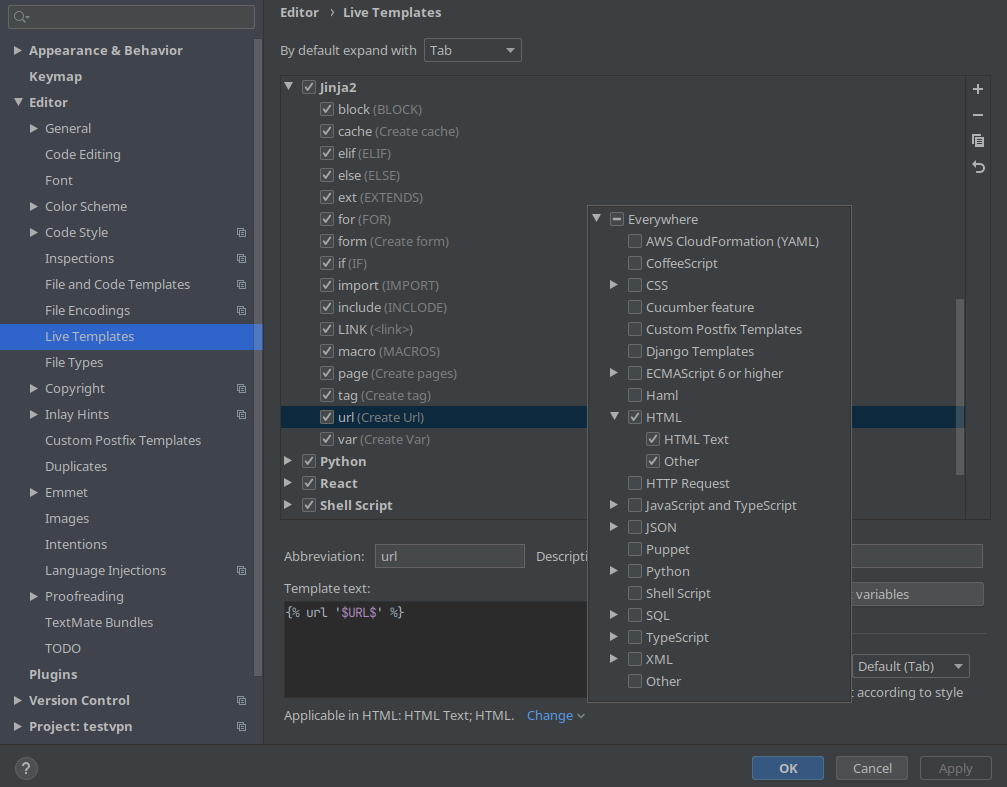 Appearance & Behavior
Keymap
Editor
General
Code Editing
Font
Color Scheme
Code Style
Inspections
File and Code Templates
File Encodings
Live Templates
File Types
Copyright
Inlay Hints
Custom Postfix Templates
Duplicates
Emmet
Images
Intentions
Language Injections
Proofreading
TextMate Bundles
TODO
Plugins
Version Control
Project: testvpn
Editor › Live Templates
By default expand with Tab
Jinja2
block (BLOCK)
cache (Create cache)
elif (ELIF)
else (ELSE)
ext (EXTENDS)
for (FOR)
form (Create form)
if (IF)
import (IMPORT)
include (INCLODE)
LINK (<link>)
macro (MACROS)
page (Create pages)
tag (Create tag)
url (Create Url)
var (Create Var)
Python
React
Shell Script
Everywhere
AWS CloudFormation (YAML)
CoffeeScript
CSS
Cucumber feature
Custom Postfix Templates
Django Templates
ECMAScript 6 or higher
Haml
HTML
HTML Text
Other
HTTP Request
JavaScript and TypeScript
JSON
Puppet
Python
Shell Script
SQL
TypeScript
XML
Other
Abbreviation: url Descripti
Template text:
variables
{% url '$URL$' %}
Default (Tab)
t according to style
Applicable in HTML: HTML Text; HTML. Change
? OK Cancel Apply